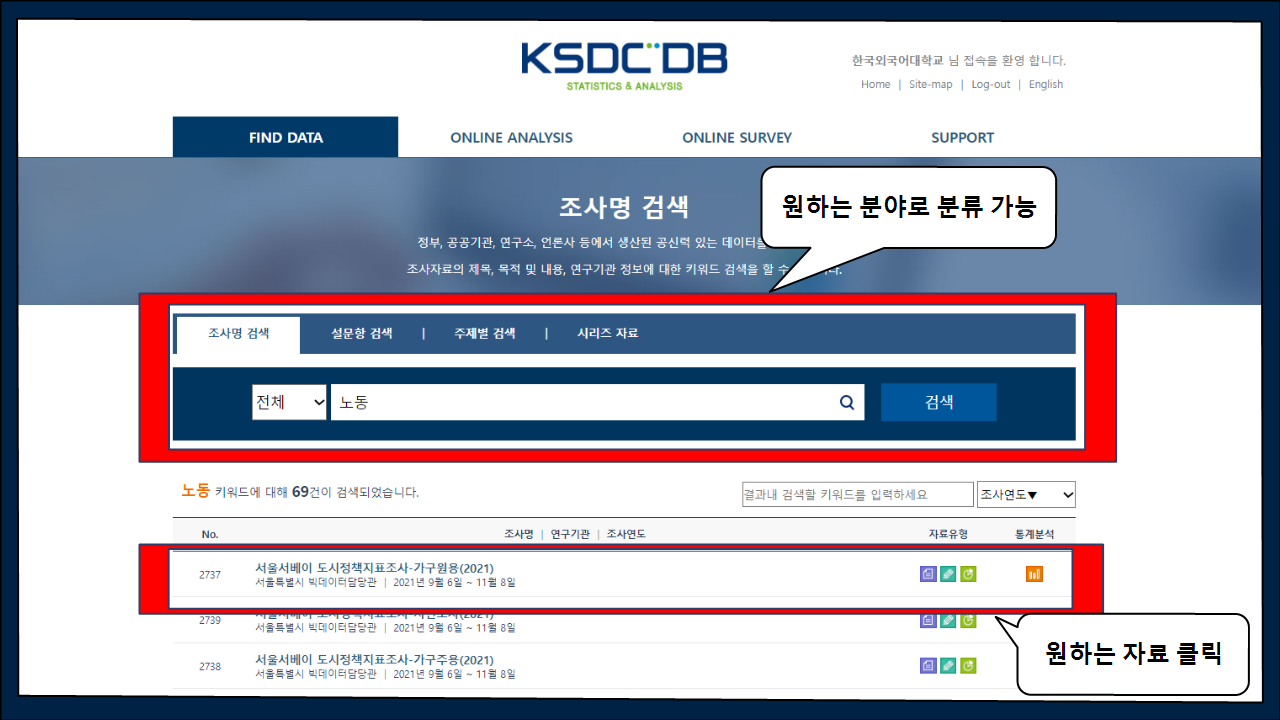 KSDC DB
STATISTICS & ANALYSIS
한국외국어대학교 님 접속을 환영 합니다.
Home | Site-map | Log-out | English
FIND DATA ONLINE ANALYSIS ONLINE SURVEY SUPPORT
원하는 분야로 분류 가능
조사명 검색
정부, 공공기관, 연구소, 언론사 등에서 생산된 공신력 있는 데이터를
조사자료의 제목, 목적 및 내용, 연구기관 정보에 대한 키워드 검색을 할 수
조사명 검색 설문항 검색 | 주제별 검색 | 시리즈 자료
전체 노동 검색
노동 키워드에 대해 69건이 검색되었습니다.
결과내 검색할 키워드를 입력하세요 조사연도▼
No. 조사명 | 연구기관 | 조사연도 자료유형 통계분석
2737 서울서베이 도시정책지표조사-가구원용(2021)
서울특별시 빅데이터담당관 | 2021년 9월 6일 ~ 11월 8일
2739 서울서베이 도시정책지표조사-
서울특별시 빅데이터담당관 | 2021년 9월 6일 ~ 11월 8일
2738 서울서베이 도시정책지표조사-가구주용(2021)
서울특별시 빅데이터담당관 | 2021년 9월 6일 ~ 11월 8일
원하는 자료 클릭